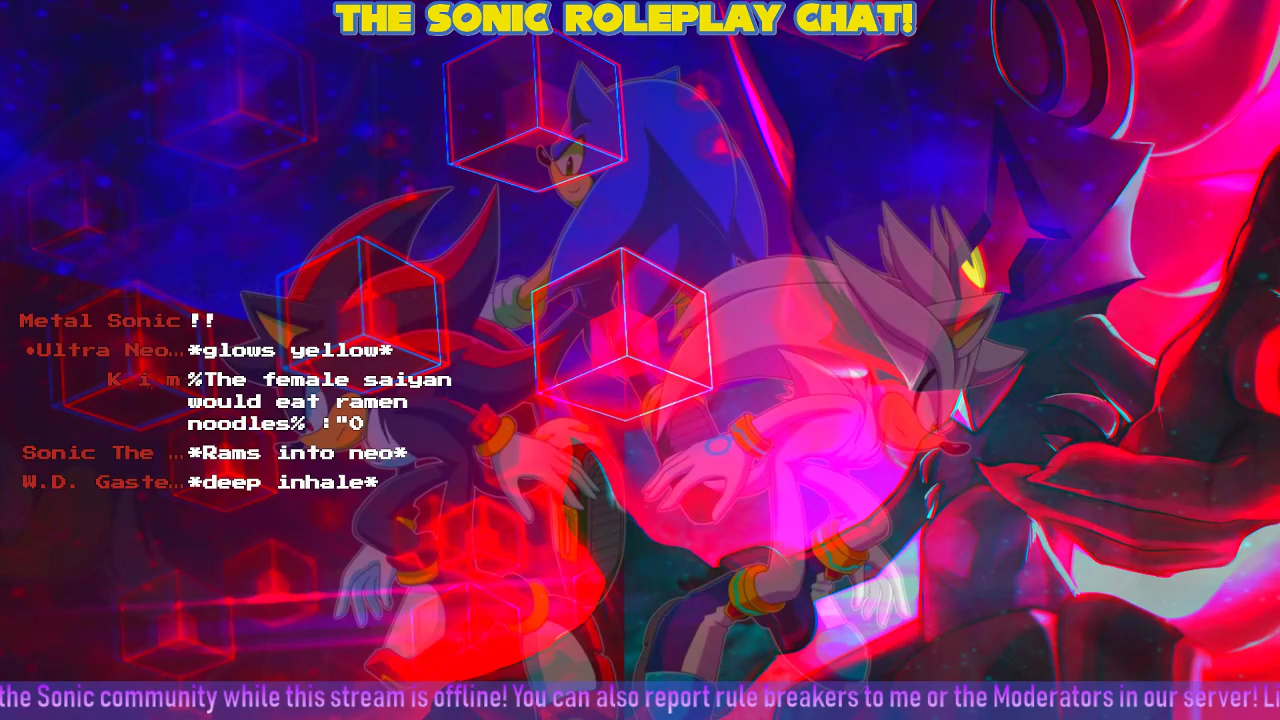 THE SONIC ROLEPLAY CHAT!
Metal Sonic !!
Ultra Neo… *glows yellow*
K i m %The female saiyan
would eat ramen
noodles% :"O
Sonic The … *Rams into neo*
W.D. Gaste… *deep inhale*
the Sonic community while this stream is offline! You can also report rule breakers to me or the Moderators in our server!